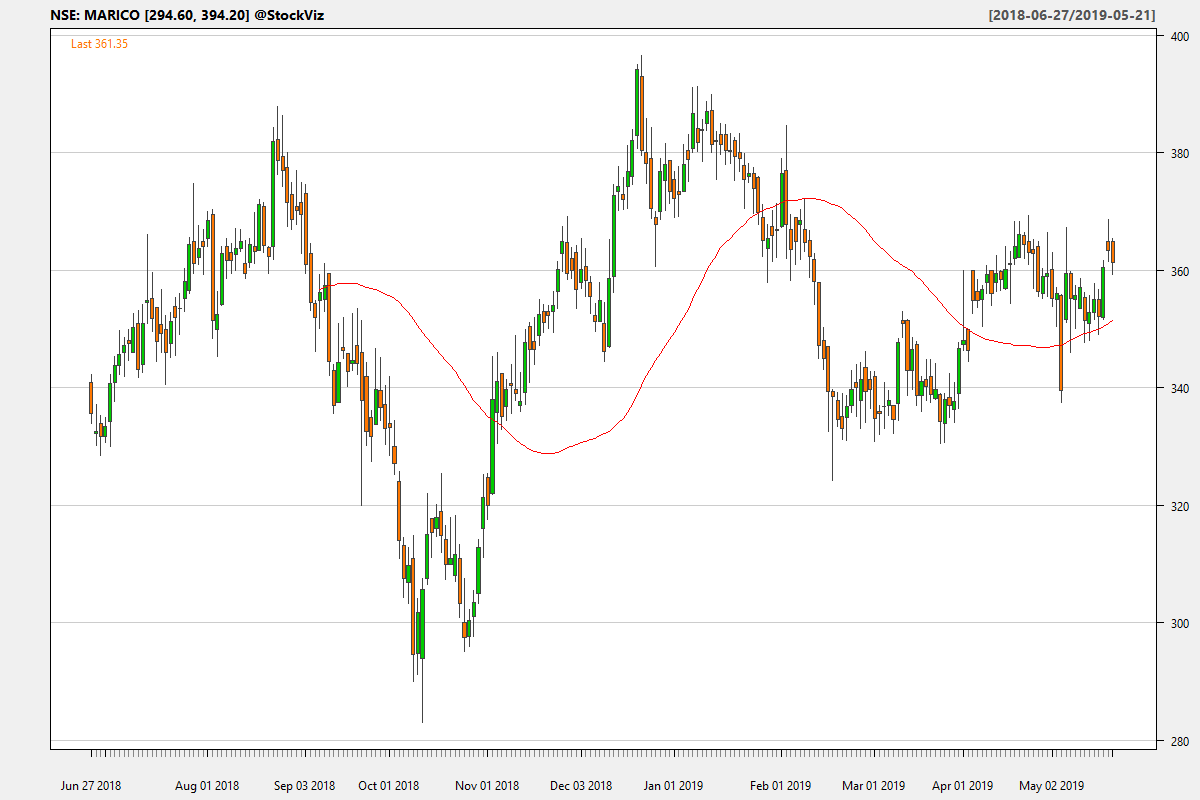 NSE: MARICO [294.60, 394.20] @StockViz
[2018-06-27/2019-05-21]
Last 361.35
400
380
360
340
320
300
280
Jun 27 2018
Aug 01 2018
Sep 03 2018
Oct 01 2018
Nov 01 2018
Dec 03 2018
Jan 01 2019
Feb 01 2019
Mar 01 2019
Apr 01 2019
May 02 2019